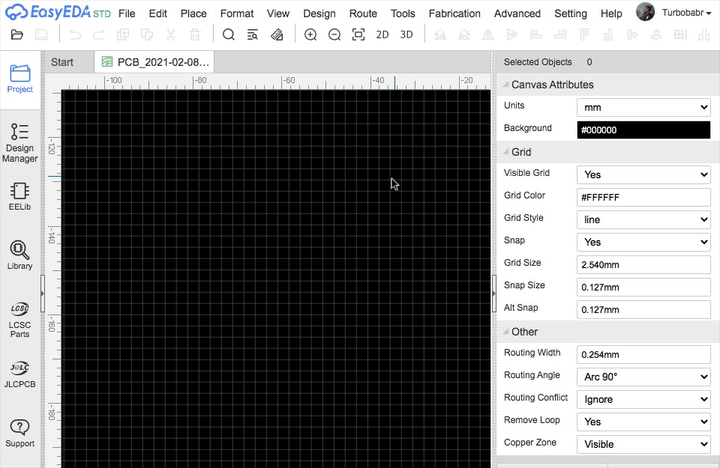 EasyEDA STD File Edit Place Format View Design Route Tools Fabrication Advanced Setting Help Turbobabr
2D 3D
Start PCB_2021-02-08... Selected Objects 0
-100 -80 -60 -40 -20
Project
Design Manager
EELib
Library
LCSC
LCSC Parts
J@LC
JLCPCB
Support
-120
-140
-160
-180
Canvas Attributes
Units mm
Background #000000
Grid
Visible Grid Yes
Grid Color #FFFFFF
Grid Style line
Snap Yes
Grid Size 2.540mm
Snap Size 0.127mm
Alt Snap 0.127mm
Other
Routing Width 0.254mm
Routing Angle Arc 90°
Routing Conflict Ignore
Remove Loop Yes
Copper Zone Visible